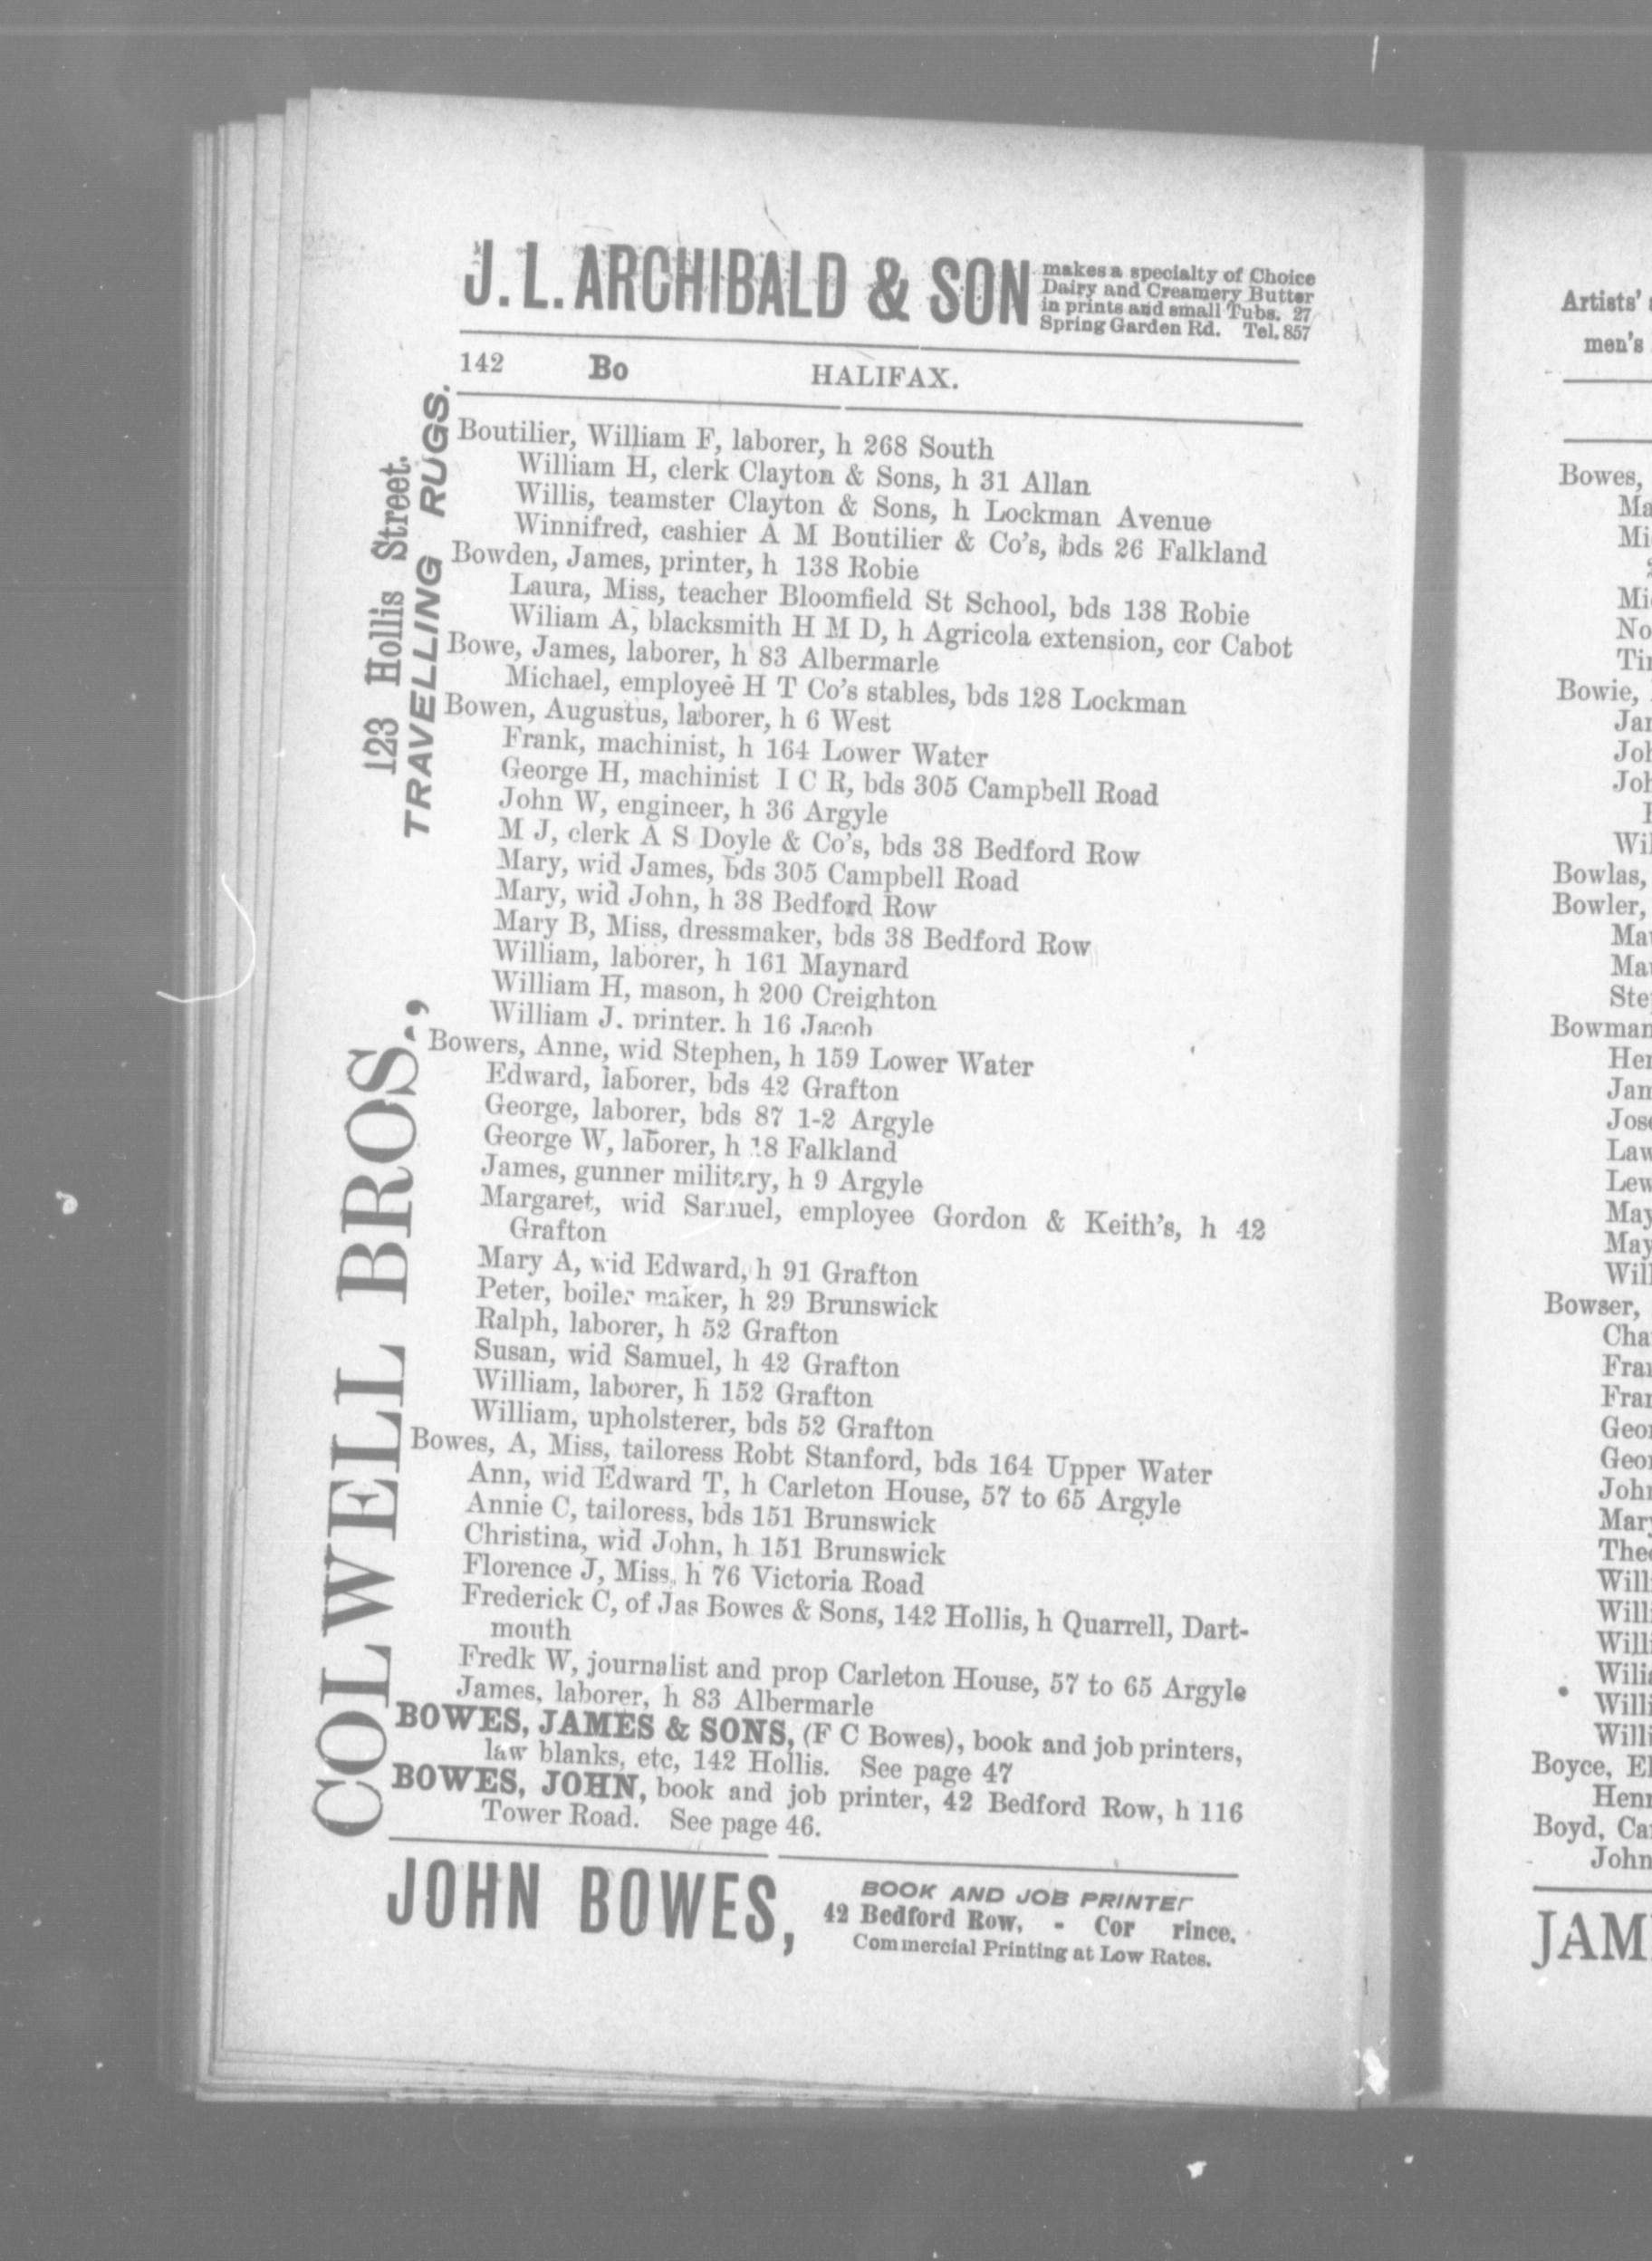 J. L. ARCHIBALD & SON
makes a specialty of Choice
Dairy and Creamery Butter
in prints and small Tubs. 27
Spring Garden Rd. Tel. 857
142 Bo HALIFAX.
Boutilier, William F, laborer, h 268 South
William H, clerk Clayton & Sons, h 31 Allan
Willis, teamster Clayton & Sons, h Lockman Avenue
Winnifred, cashier A M Boutilier & Co's, bds 26 Falkland
Bowden, James, printer, h 138 Robie
Laura, Miss, teacher Bloomfield St School, bds 138 Robie
Wiliam A, blacksmith H M D, h Agricola extension, cor Cabot
Bowe, James, laborer, h 83 Albermarle
Michael, employee H T Co's stables, bds 128 Lockman
Bowen, Augustus, laborer, h 6 West
Frank, machinist, h 164 Lower Water
George H, machinist I C R, bds 305 Campbell Road
John W, engineer, h 36 Argyle
M J, clerk A S Doyle & Co's, bds 38 Bedford Row
Mary, wid James, bds 305 Campbell Road
Mary, wid John, h 38 Bedford Row
Mary B, Miss, dressmaker, bds 38 Bedford Row
William, laborer, h 161 Maynard
William H, mason, h 200 Creighton
William J, printer, h 16 Jacob
Bowers, Anne, wid Stephen, h 159 Lower Water
Edward, laborer, bds 42 Grafton
George, laborer, bds 87 1-2 Argyle
George W, laborer, h 18 Falkland
James, gunner military, h 9 Argyle
Margaret, wid Samuel, employee Gordon & Keith's, h 42
Grafton
Mary A, wid Edward, h 91 Grafton
Peter, boiler maker, h 29 Brunswick
Ralph, laborer, h 52 Grafton
Susan, wid Samuel, h 42 Grafton
William, laborer, h 152 Grafton
William, upholsterer, bds 52 Grafton
Bowes, A, Miss, tailoress Robt Stanford, bds 164 Upper Water
Ann, wid Edward T, h Carleton House, 57 to 65 Argyle
Annie C, tailoress, bds 151 Brunswick
Christina, wid John, h 151 Brunswick
Florence J, Miss, h 76 Victoria Road
Frederick C, of Jas Bowes & Sons, 142 Hollis, h Quarrell, Dart-
mouth
Fredk W, journalist and prop Carleton House, 57 to 65 Argyle
James, laborer, h 83 Albermarle
BOWES, JAMES & SONS, (F C Bowes), book and job printers,
law blanks, etc, 142 Hollis. See page 47
BOWES, JOHN, book and job printer, 42 Bedford Row, h 116
Tower Road. See page 46.
JOHN BOWES,
BOOK AND JOB PRINTER
42 Bedford Row, - Cor rince.
Commercial Printing at Low Rates.
COLWELL BROS.,
123 Hollis Street.
TRAVELLING RUGS.
Artists'
men's
Bowes,
Bowie,
Bowlas,
Bowler,
Bowman
Bowser,
Boyce,
Henr
Boyd,
John
JAM